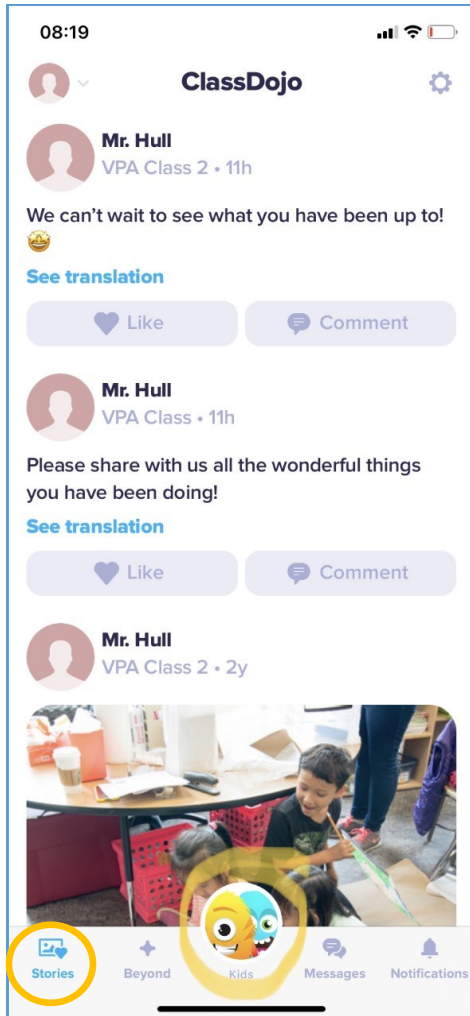 08:19
ClassDojo
Mr. Hull
VPA Class 2 • 11h
We can’t wait to see what you have been up to!
🤩
See translation
Like
Comment
Mr. Hull
VPA Class • 11h
Please share with us all the wonderful things
you have been doing!
See translation
Like
Comment
Mr. Hull
VPA Class 2 • 2y
Stories
Beyond
Kids
Messages
Notifications